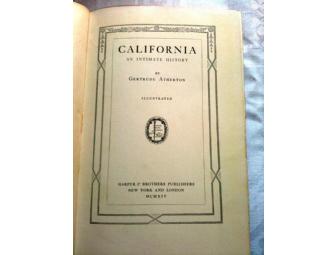 CALIFORNIA
AN INTIMATE HISTORY
BY
GERTRUDE ATHERTON
ILLUSTRATED
HARPER & BROTHERS PUBLISHERS
NEW YORK AND LONDON
MCMXIV